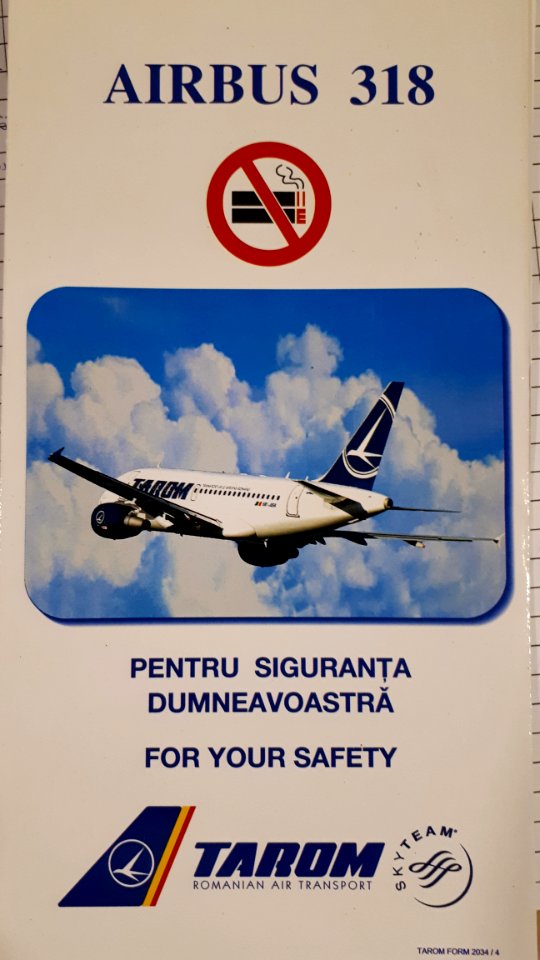 AIRBUS 318
TAROM
PENTRU SIGURANȚA
DUMNEAVOASTRĂ
FOR YOUR SAFETY
TAROM
ROMANIAN AIR TRANSPORT
SKYTEAM
TAROM FORM 2034 / 4